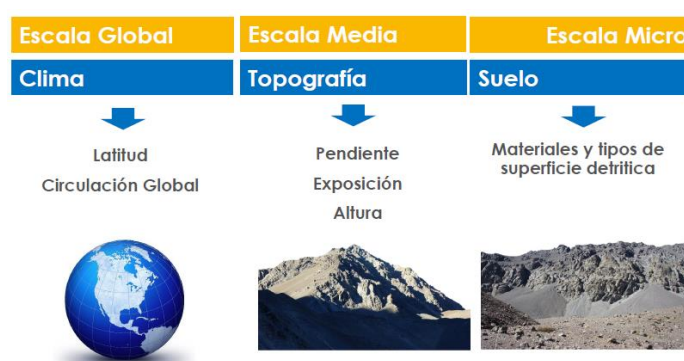 Escala Global
Escala Media
Escala Micro
Clima
Topografía
Suelo
Latitud
Circulación Global
Pendiente
Exposición
Altura
Materiales y tipos de
superficie detritica